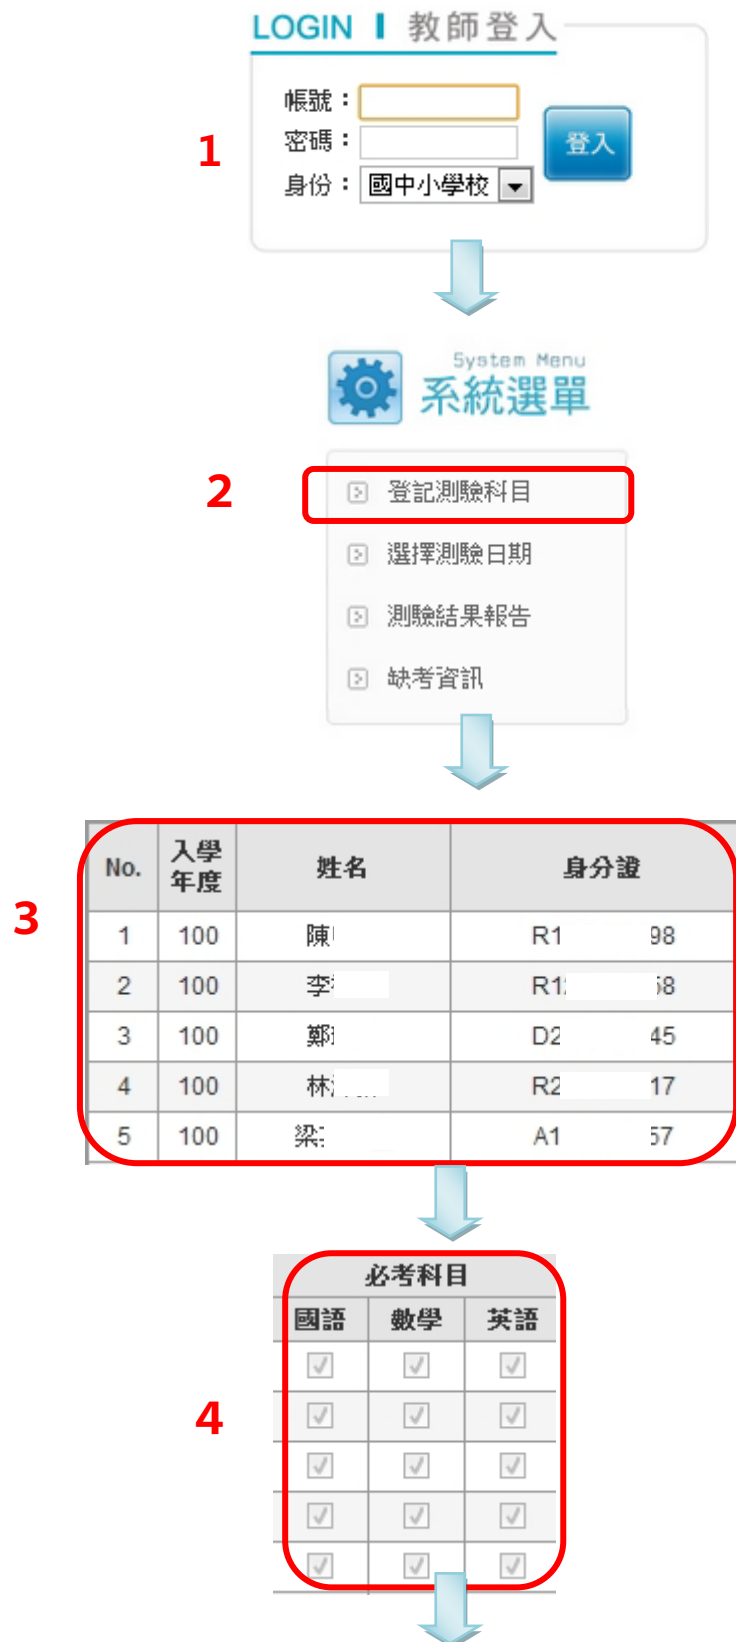 LOGIN 教師登入
帳號：
密碼：
登入
1
身份： 國中小學校
System Menu
系統選單
2
登記測驗科目
選擇測驗日期
測驗結果報告
缺考資訊
3
No. 入學年度 姓名 身分證
1 100 陳 R1 98
2 100 李 R1 58
3 100 鄭 D2 45
4 100 林 R2 17
5 100 梁 A1 57
必考科目
國語 數學 英語
4